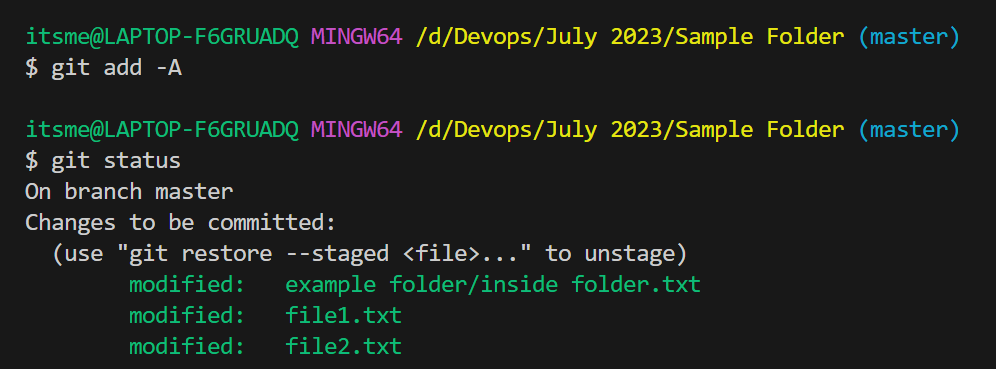 itsme@LAPTOP-F6GRUADQ MINGW64 /d/Devops/July 2023/Sample Folder (master)
$ git add -A
itsme@LAPTOP-F6GRUADQ MINGW64 /d/Devops/July 2023/Sample Folder (master)
$ git status
On branch master
Changes to be committed:
  (use "git restore --staged <file>..." to unstage)
        modified:   example folder/inside folder.txt
        modified:   file1.txt
        modified:   file2.txt